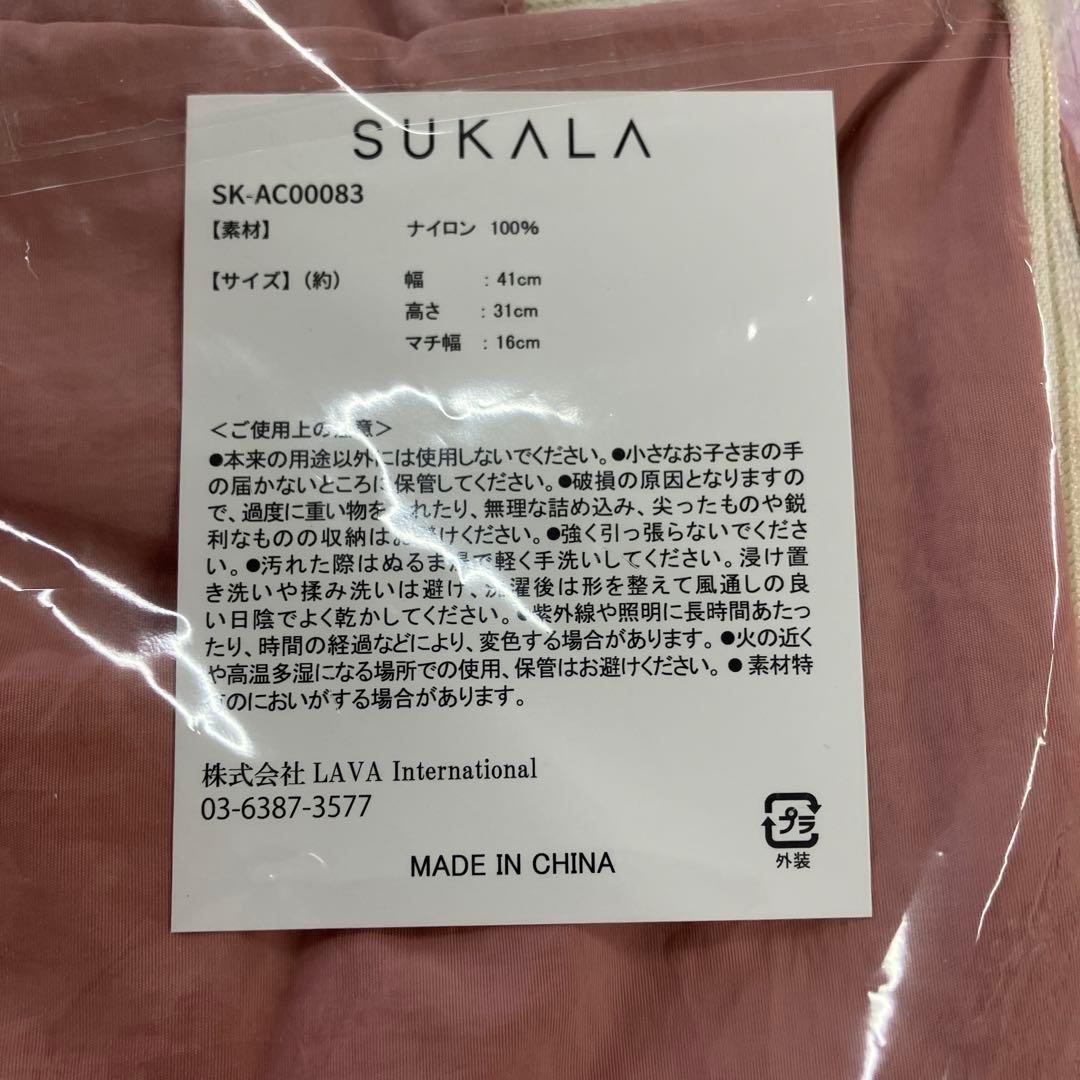 SUKALA
SK-AC00083
【素材】 ナイロン 100%
【サイズ】(約) 幅 : 41cm
高さ : 31cm
マチ幅 : 16cm
＜ご使用上の注意＞
●本来の用途以外には使用しないでください。●小さなお子さまの手
の届かないところに保管してください。●破損の原因となりますの
で、過度に重い物を れたり、無理な詰め込み、尖ったものや鋭
利なものの収納はお けください。●強く引っ張らないでくださ
い。●汚れた際はぬるま湯で軽く手洗いしてください。浸け置
き洗いや揉み洗いは避け、洗濯後は形を整えて風通しの良
い日陰でよく乾かしてください。●紫外線や照明に長時間あたっ
たり、時間の経過などにより、変色する場合があります。●火の近く
や高温多湿になる場所での使用、保管はお避けください。●素材特
有のにおいがする場合があります。
株式会社 LAVA International
03-6387-3577
プラ
外装
MADE IN CHINA